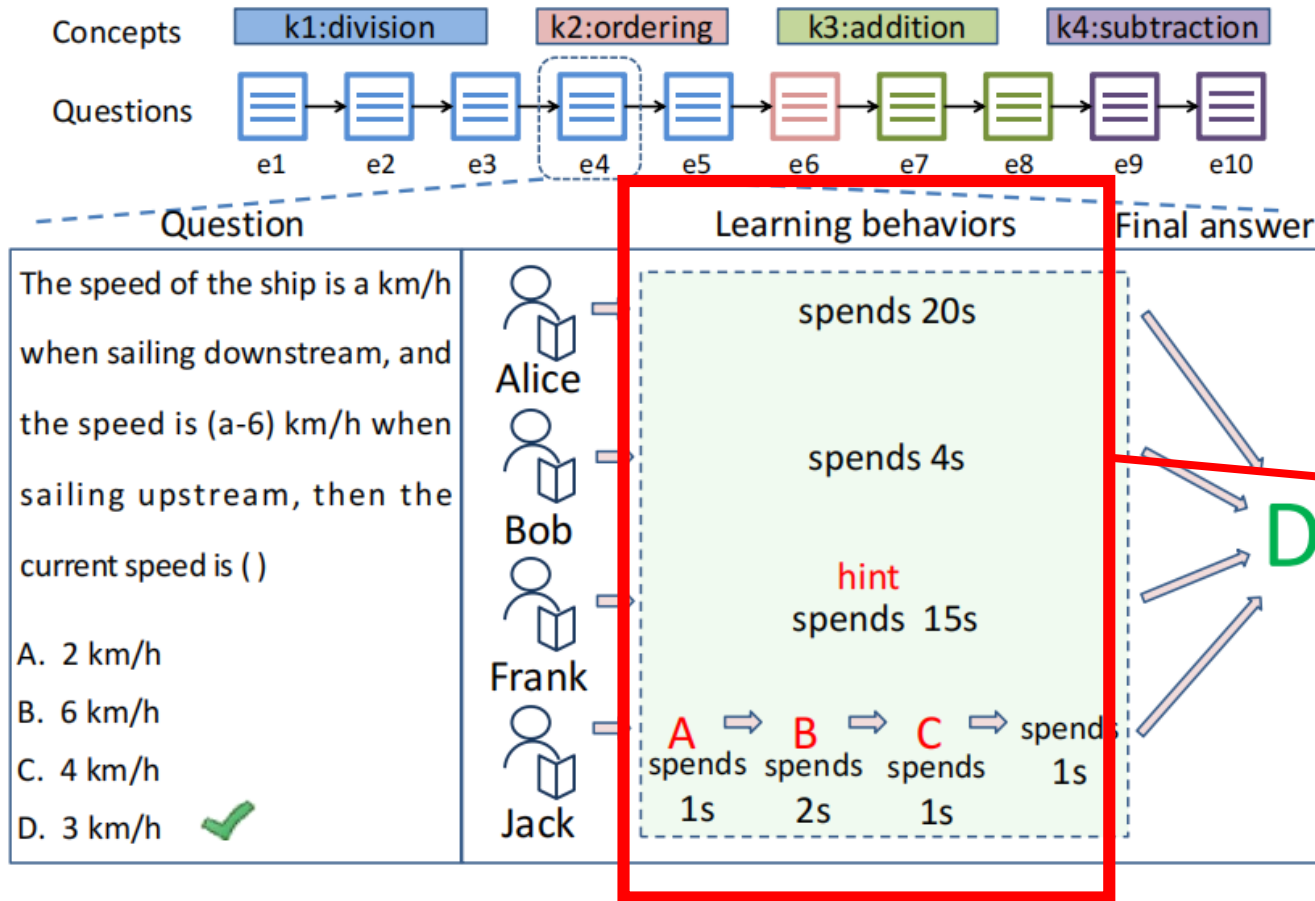 Concepts k1:division k2:ordering k3:addition k4:subtraction
Questions
e1 e2 e3 e4 e5 e6 e7 e8 e9 e10
Question Learning behaviors Final answer
The speed of the ship is a km/h
when sailing downstream, and
the speed is (a-6) km/h when
sailing upstream, then the
current speed is ( )
A. 2 km/h
B. 6 km/h
C. 4 km/h
D. 3 km/h
Alice
spends 20s
Bob
spends 4s
Frank
hint
spends 15s
Jack
A B C spends
spends spends spends 1s
1s 2s 1s
D